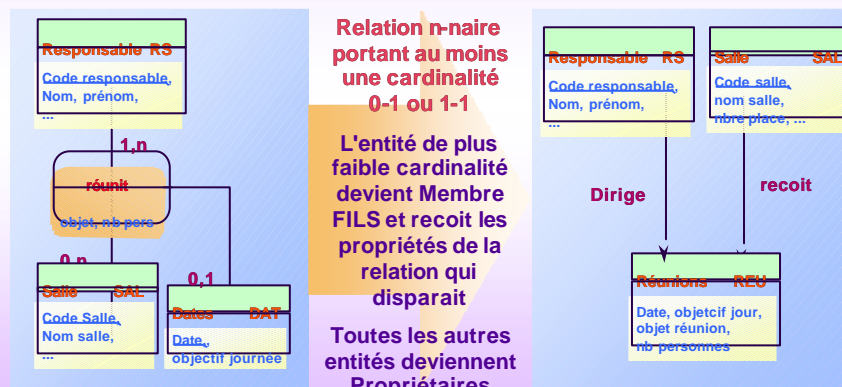 Responsable RS
Code responsable,
Nom, prénom,
...
1,n
réunit
objet, nb pers
0,n
0,1
Salle SAL
Code Salle,
Nom salle,
...
Dates DAT
Date,
objectif journée
Relation n-naire
portant au moins
une cardinalité
0-1 ou 1-1
L'entité de plus
faible cardinalité
devient Membre
FILS et recoit les
propriétés de la
relation qui
disparait
Toutes les autres
entités deviennent
Propriétaires
Responsable RS
Code responsable,
Nom, prénom,
...
Salle SAL
Code salle,
nom salle,
nbre place, ...
Dirige
recoit
Réunions REU
Date, objetcif jour,
objet réunion,
nb personnes